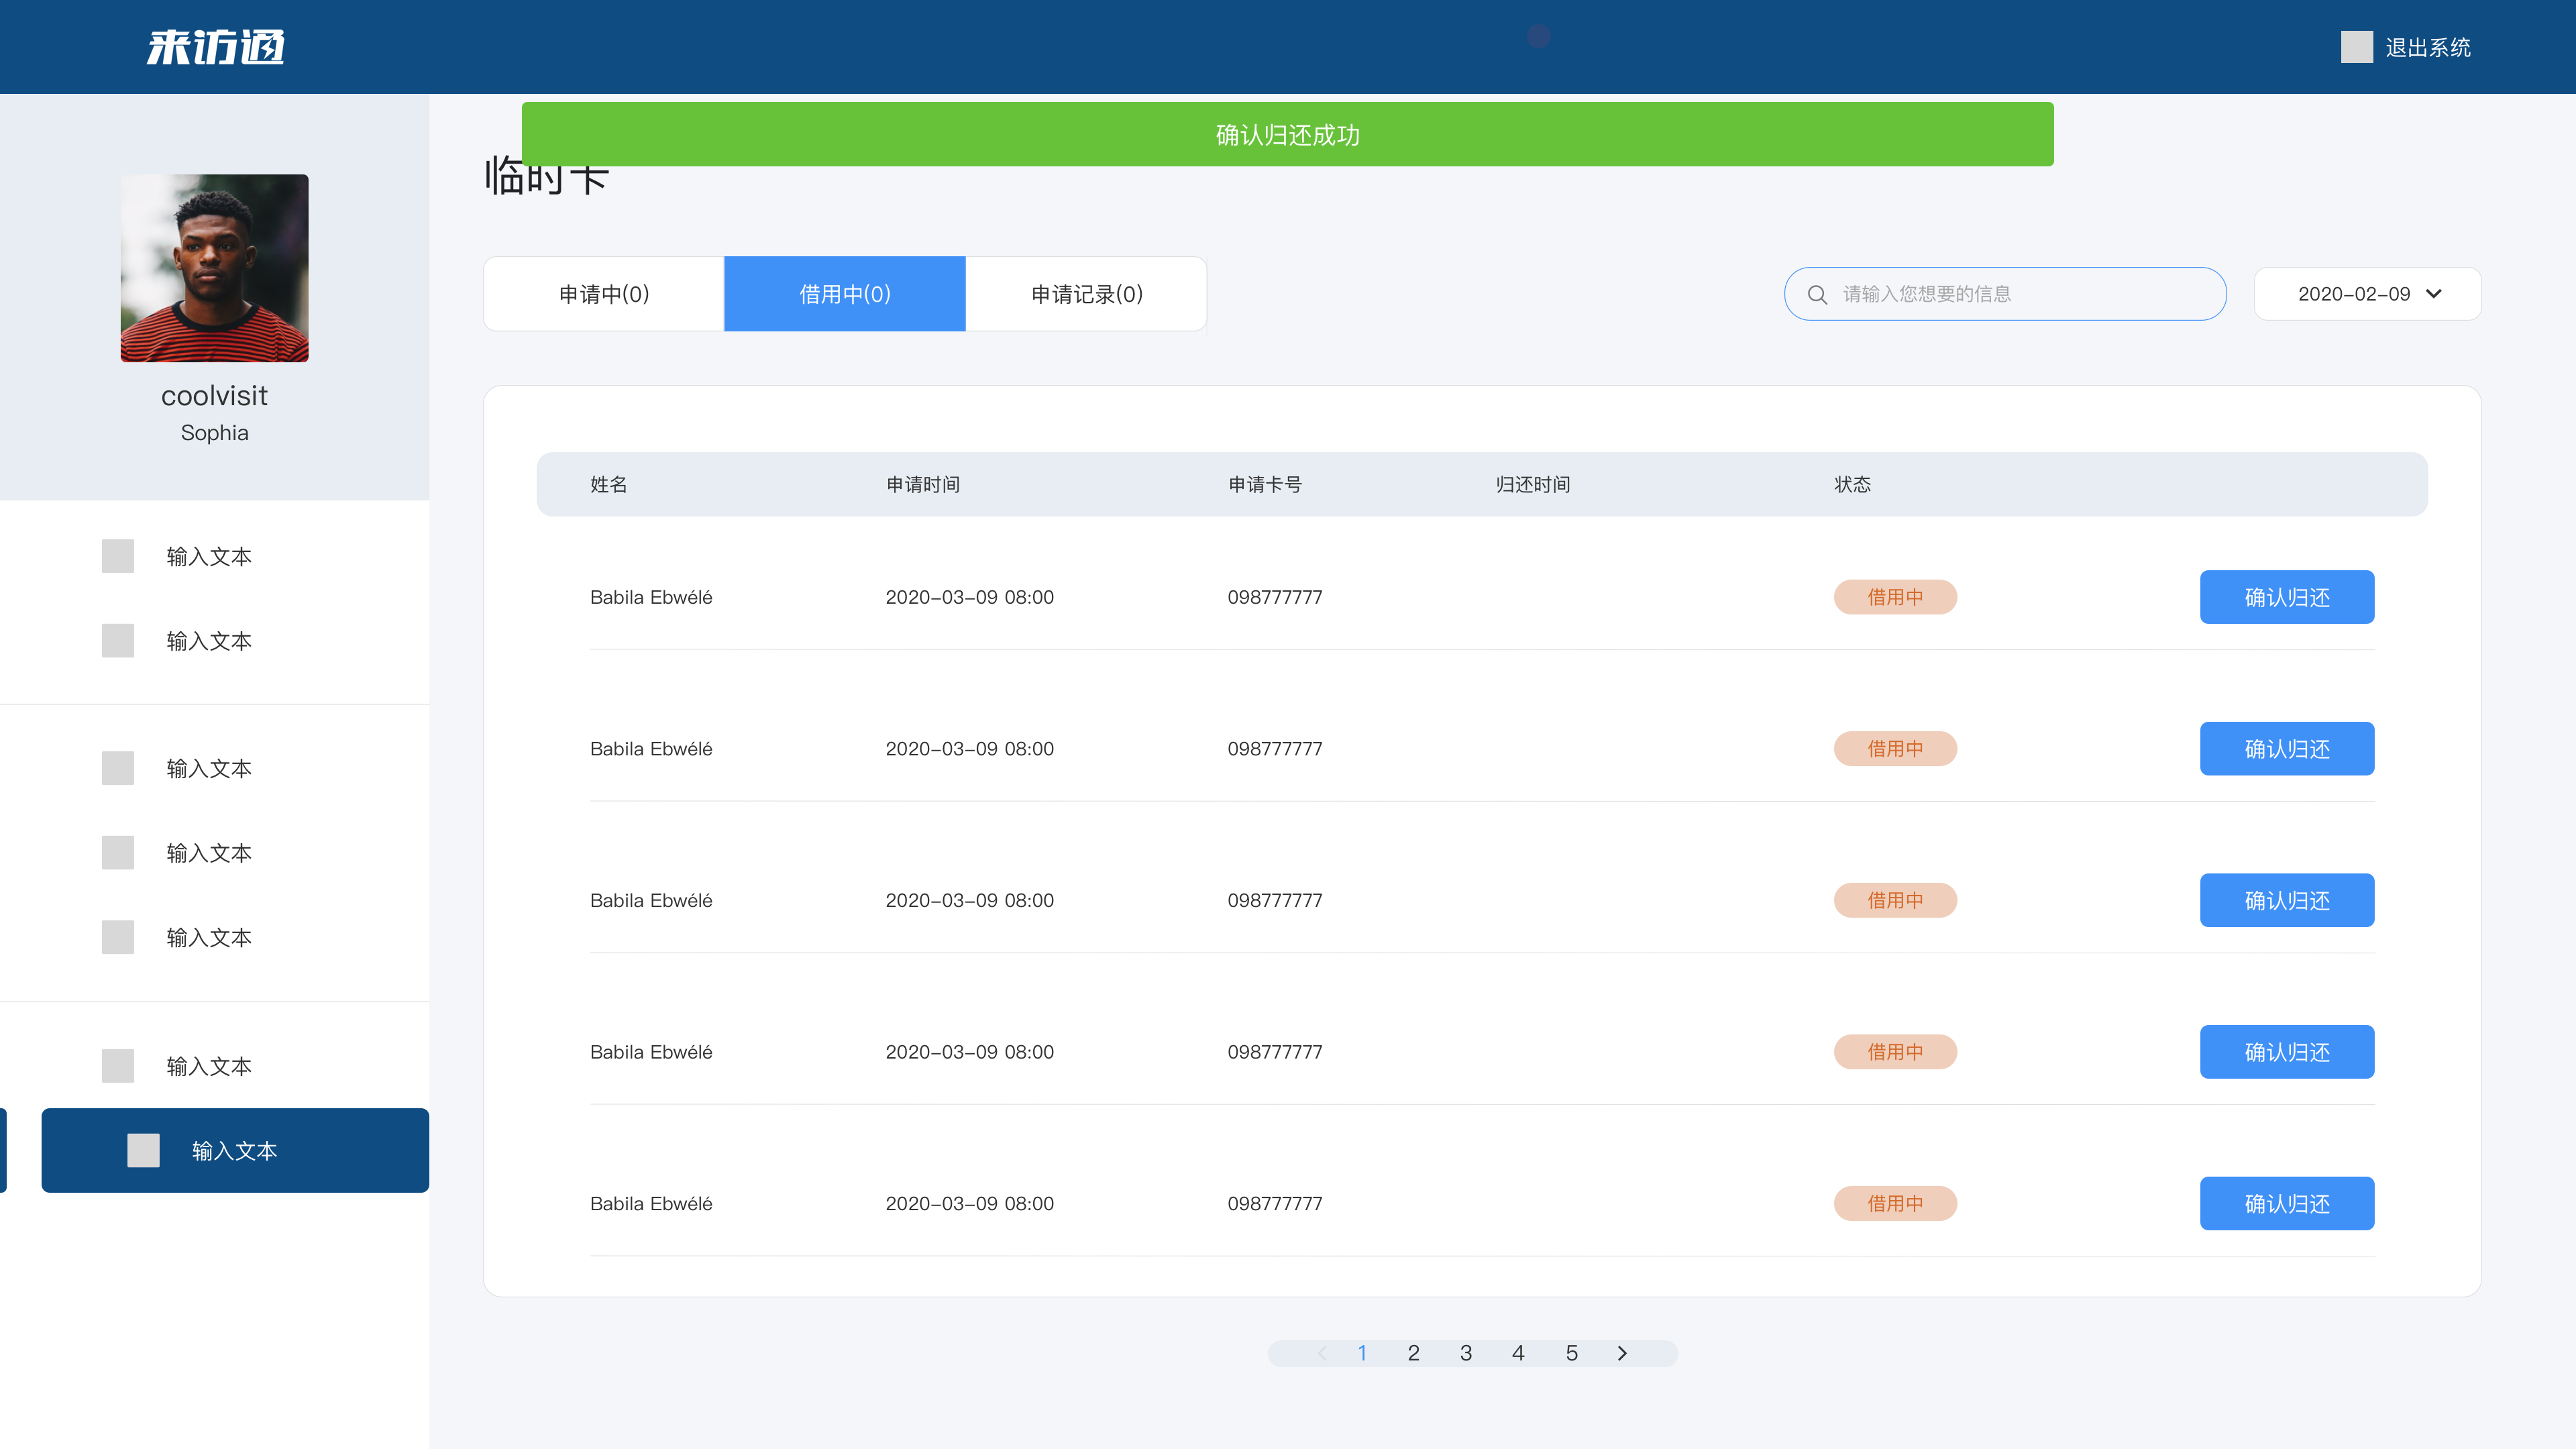 来访通
退出系统
确认归还成功
临时卡
coolvisit
Sophia
输入文本
输入文本
输入文本
输入文本
输入文本
输入文本
输入文本
申请中(0) 借用中(0) 申请记录(0)
请输入您想要的信息
2020-02-09
姓名 申请时间 申请卡号 归还时间 状态
Babila Ebwélé 2020-03-09 08:00 098777777 借用中 确认归还
Babila Ebwélé 2020-03-09 08:00 098777777 借用中 确认归还
Babila Ebwélé 2020-03-09 08:00 098777777 借用中 确认归还
Babila Ebwélé 2020-03-09 08:00 098777777 借用中 确认归还
Babila Ebwélé 2020-03-09 08:00 098777777 借用中 确认归还
1 2 3 4 5